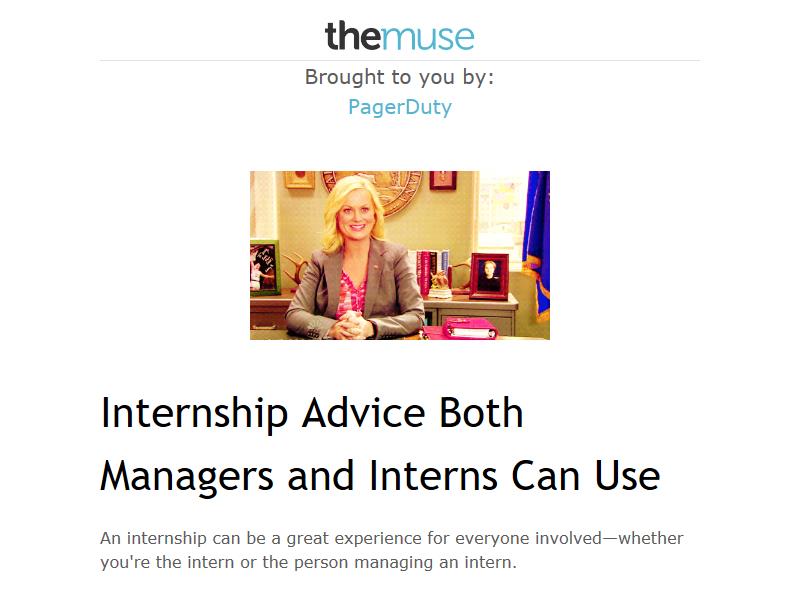 themuse
Brought to you by:
PagerDuty
Internship Advice Both
Managers and Interns Can Use
An internship can be a great experience for everyone involved—whether
you're the intern or the person managing an intern.